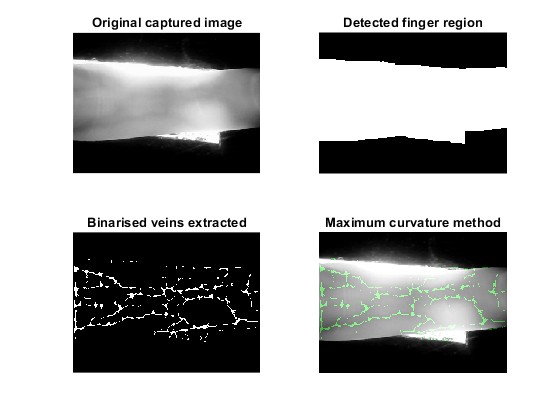 Original captured image
Detected finger region
Binarised veins extracted
Maximum curvature method